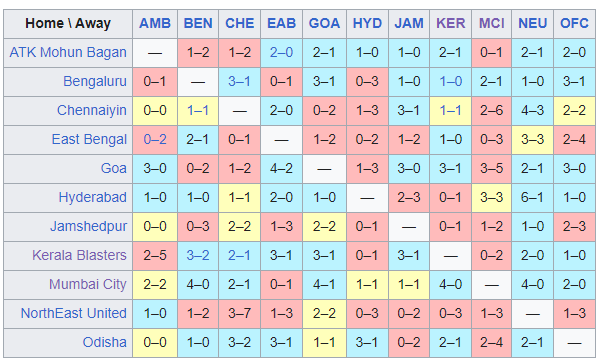 Home \ Away AMB BEN CHE EAB GOA HYD JAM KER MCI NEU OFC
ATK Mohun Bagan — 1–2 1–2 2–0 2–1 1–0 1–0 2–1 0–1 2–1 2–0
Bengaluru 0–1 — 3–1 0–1 3–1 0–3 1–0 1–0 2–1 1–0 3–1
Chennaiyin 0–0 1–1 — 2–0 0–2 1–3 3–1 1–1 2–6 4–3 2–2
East Bengal 0–2 2–1 0–1 — 1–2 0–2 1–2 1–0 0–3 3–3 2–4
Goa 3–0 0–2 1–2 4–2 — 1–3 3–0 3–1 3–5 2–1 3–0
Hyderabad 1–0 1–0 1–1 2–0 1–0 — 2–3 0–1 3–3 6–1 1–0
Jamshedpur 0–0 0–3 2–2 1–3 2–2 0–1 — 0–1 1–2 1–0 2–3
Kerala Blasters 2–5 3–2 2–1 3–1 3–1 0–1 3–1 — 0–2 2–0 1–0
Mumbai City 2–2 4–0 2–1 0–1 4–1 1–1 1–1 4–0 — 4–0 2–0
NorthEast United 1–0 1–2 3–7 1–3 2–2 0–3 0–2 0–3 1–3 — 1–3
Odisha 0–0 1–0 3–2 3–1 1–1 3–1 0–2 2–1 2–4 2–1 —